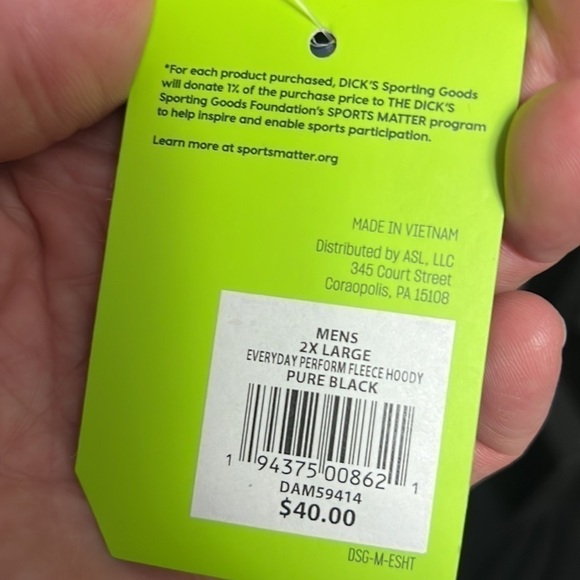 *For each product purchased, DICK'S Sporting Goods
will donate 1% of the purchase price to THE DICK'S
Sporting Goods Foundation's SPORTS MATTER program
to help inspire and enable sports participation.
Learn more at sportsmatter.org
MADE IN VIETNAM
Distributed by ASL, LLC
345 Court Street
Coraopolis, PA 15108
MENS
2X LARGE
EVERYDAY PERFORM FLEECE HOODY
PURE BLACK
1 94375 00862 1
DAM59414
$40.00
DSG-M-ESHT